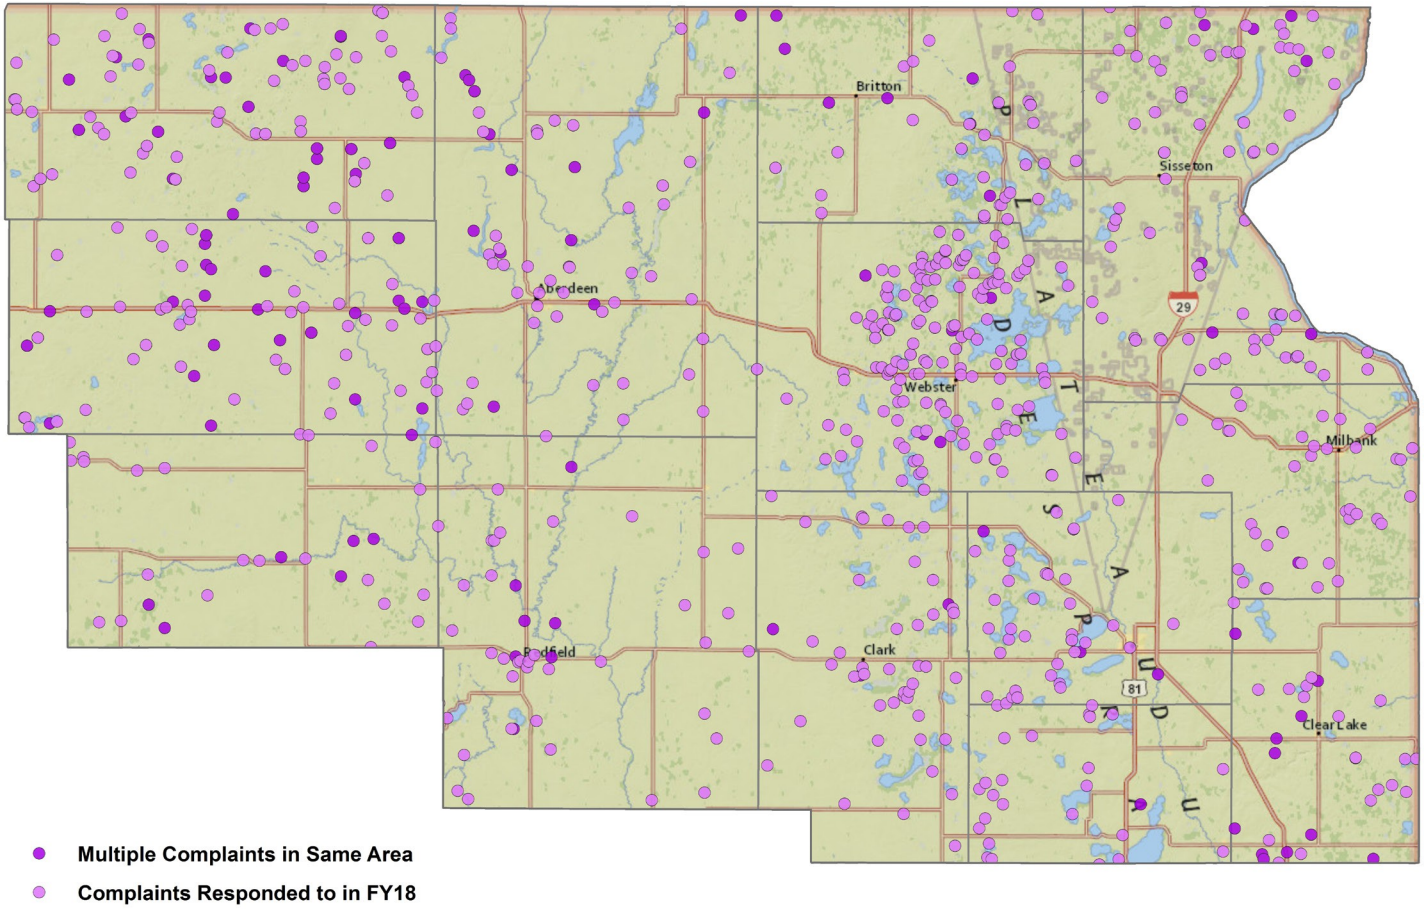 Britton
Sisseton
Aberdeen
29
Webster
Milbank
P L A T E A U D U
D E S P R A
Redfield
Clark
81
Clear Lake
Multiple Complaints in Same Area
Complaints Responded to in FY18